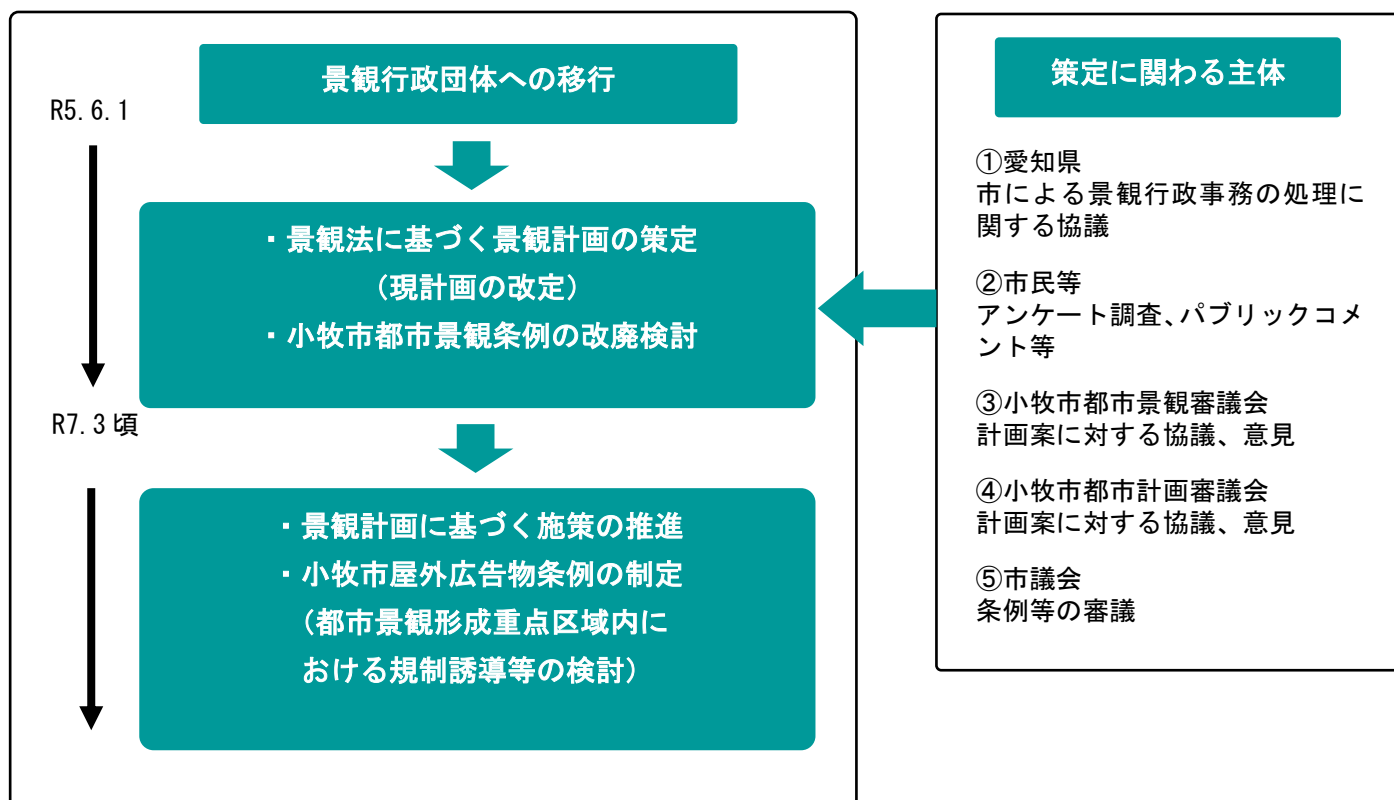 景観行政団体への移行
R5.6.1
・景観法に基づく景観計画の策定
（現計画の改定）
・小牧市都市景観条例の改廃検討
R7.3頃
・景観計画に基づく施策の推進
・小牧市屋外広告物条例の制定
（都市景観形成重点区域内に
おける規制誘導等の検討）
策定に関わる主体
①愛知県
市による景観行政事務の処理に
関する協議
②市民等
アンケート調査、パブリックコメ
ント等
③小牧市都市景観審議会
計画案に対する協議、意見
④小牧市都市計画審議会
計画案に対する協議、意見
⑤市議会
条例等の審議